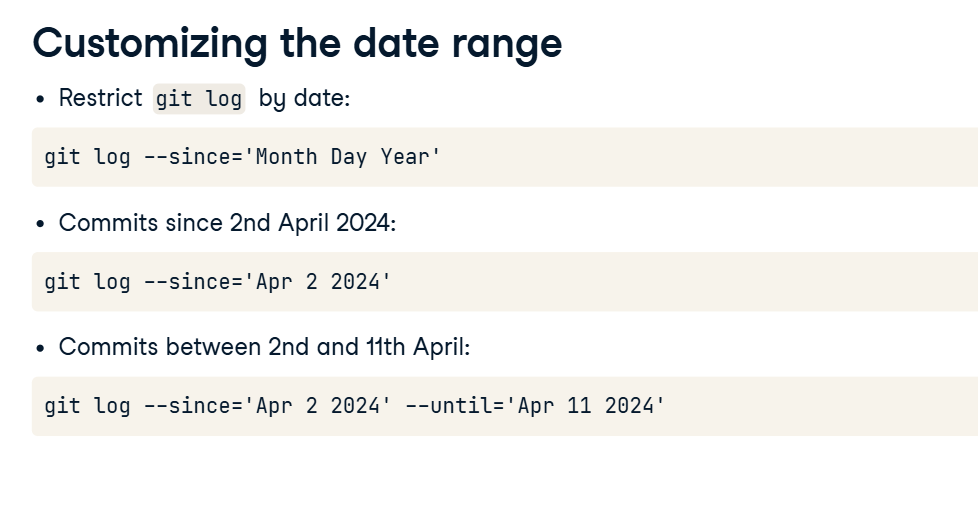 Customizing the date range
• Restrict git log by date:
git log --since='Month Day Year'
• Commits since 2nd April 2024:
git log --since='Apr 2 2024'
• Commits between 2nd and 11th April:
git log --since='Apr 2 2024' --until='Apr 11 2024'